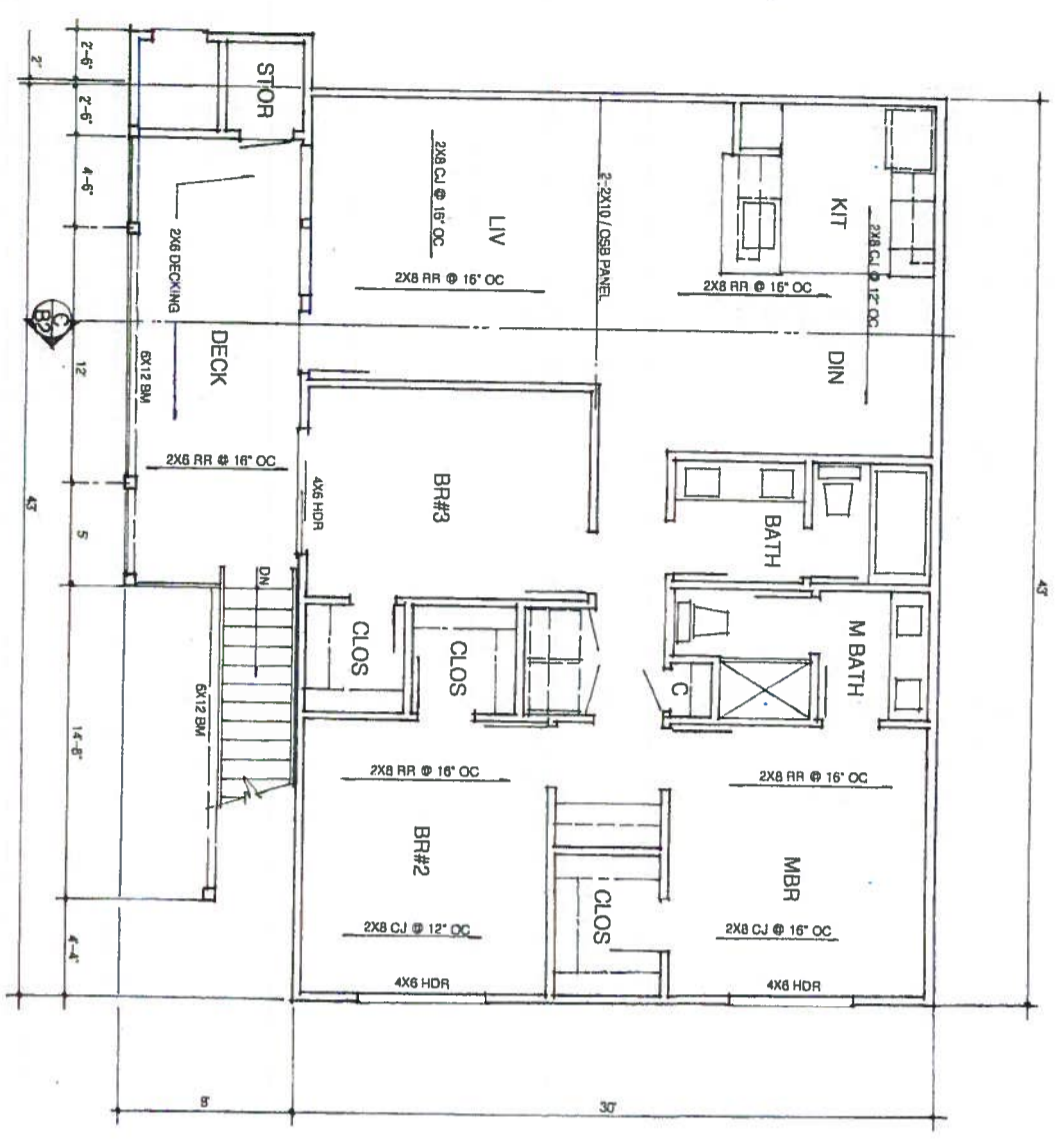 STOR
2X6 DECKING
DECK
6X12 BM
2X6 RR @ 16" OC
DN
6X12 BM
LIV
2X8 CJ @ 16" OC
2X8 RR @ 16" OC
2-2X10 / OSB PANEL
KIT
2X8 CJ @ 12" OC
2X8 RR @ 16" OC
DIN
BR#3
4X6 HDR
BATH
M BATH
CLOS
CLOS
C
2X8 RR @ 16" OC
BR#2
2X8 CJ @ 12" OC
4X6 HDR
CLOS
2X8 RR @ 16" OC
MBR
2X8 CJ @ 16" OC
4X6 HDR
C
B2
2'-6"
2'-6"
4'-6"
12'
5'
14'-8"
4'-4"
2'
43'
43'
8'
30'